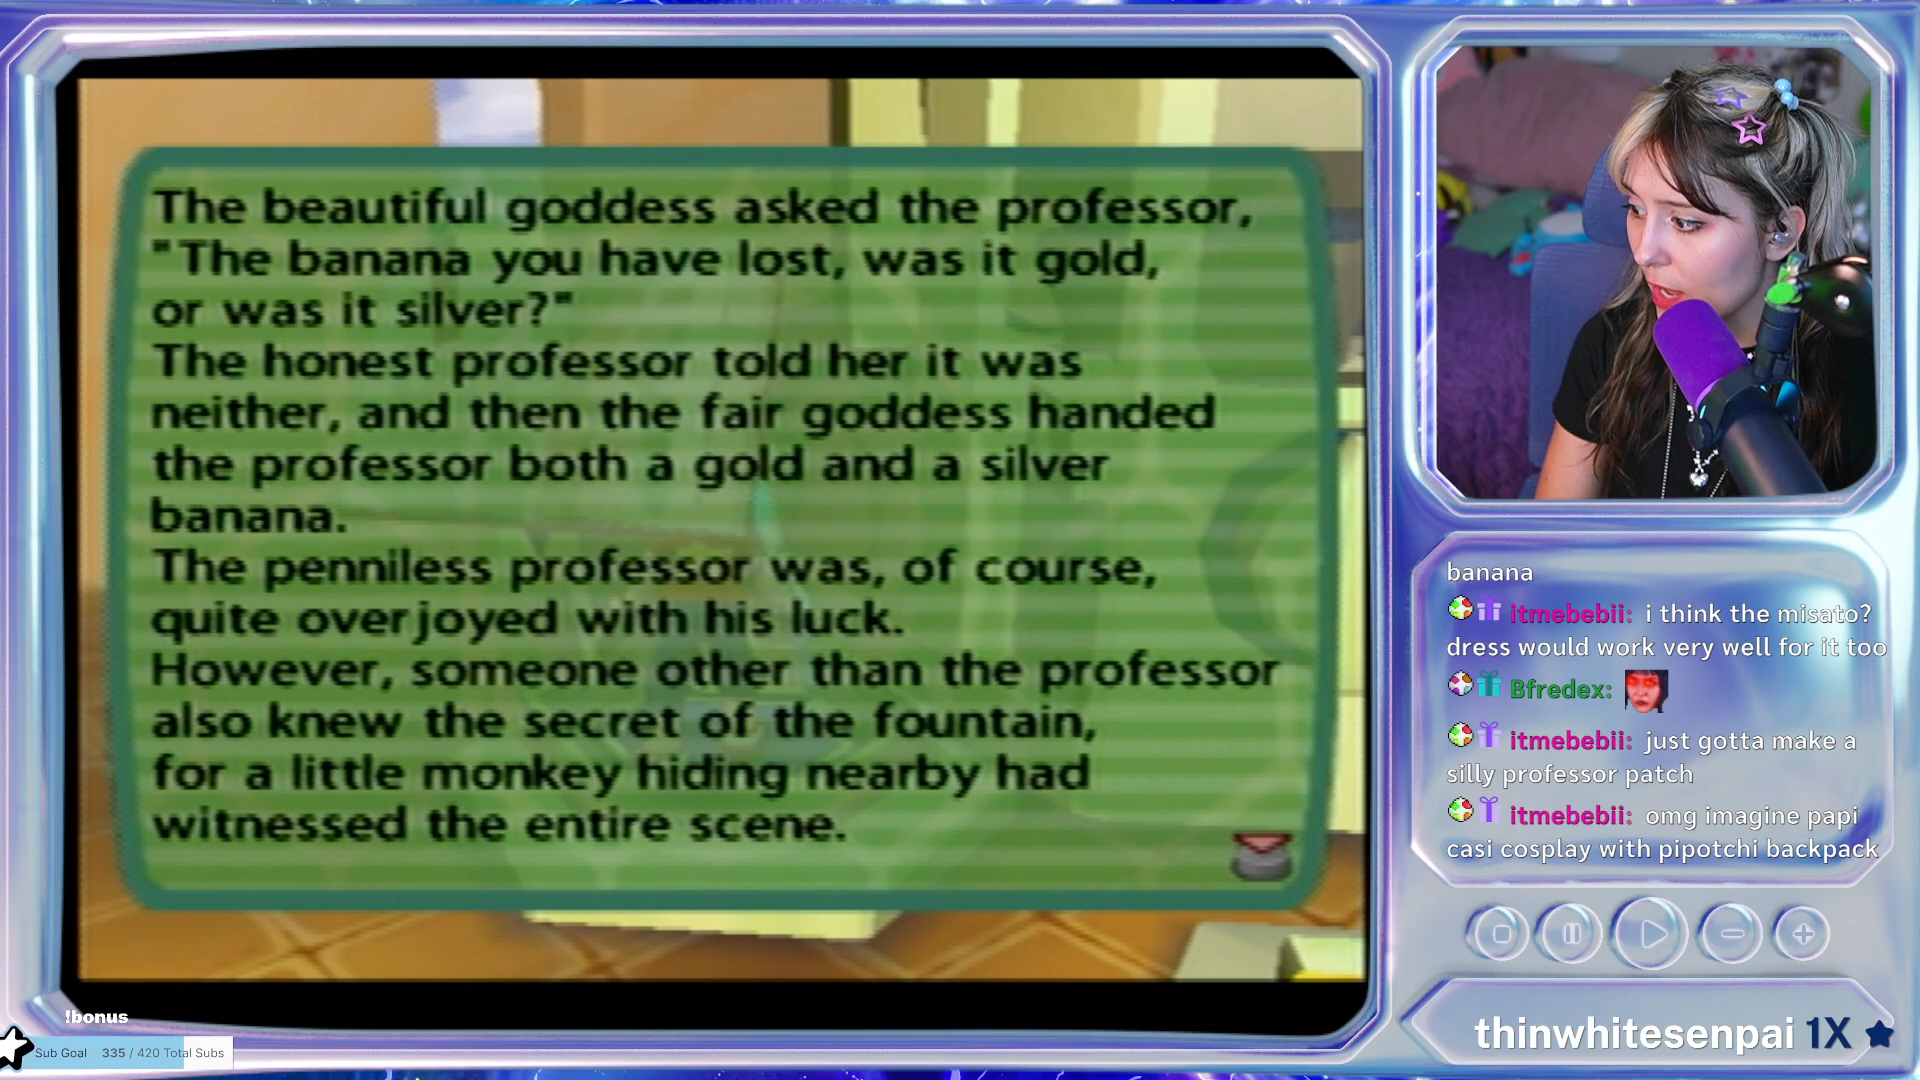 The beautiful goddess asked the professor,
"The banana you have lost, was it gold,
or was it silver?"
The honest professor told her it was
neither, and then the fair goddess handed
the professor both a gold and a silver
banana.
The penniless professor was, of course,
quite overjoyed with his luck.
However, someone other than the professor
also knew the secret of the fountain,
for a little monkey hiding nearby had
witnessed the entire scene.
banana
itmebebii: i think the misato?
dress would work very well for it too
Bfredex:
itmebebii: just gotta make a
silly professor patch
itmebebii: omg imagine papi
casi cosplay with pipotchi backpack
thinwhitesenpai 1X
!bonus
Sub Goal 335 / 420 Total Subs